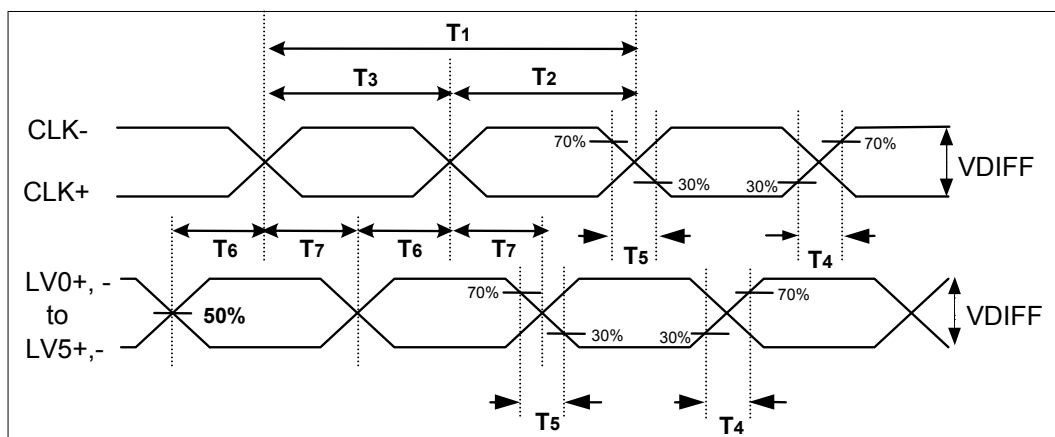 T1
T3 T2
CLK-
70% 70%
VDIFF
CLK+
30% 30%
T6 T7 T6 T7
T5 T4
LV0+, -
70% 70%
to
50%
VDIFF
30% 30%
LV5+,-
T5 T4